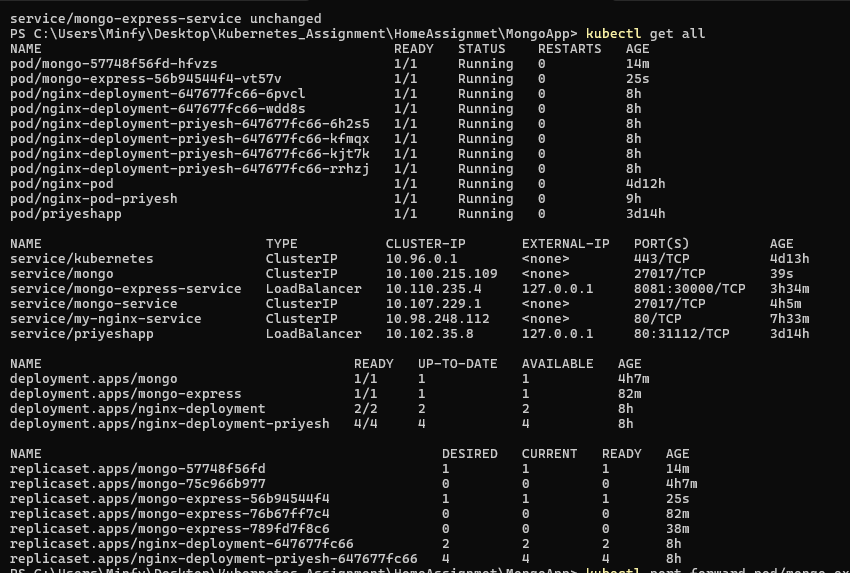 service/mongo-express-service unchanged
PS C:\Users\Minfy\Desktop\Kubernetes_Assignment\HomeAssignmet\MongoApp> kubectl get all
NAME READY STATUS RESTARTS AGE
pod/mongo-57748f56fd-hfvzs 1/1 Running 0 14m
pod/mongo-express-56b94544f4-vt57v 1/1 Running 0 25s
pod/nginx-deployment-647677fc66-6pvcl 1/1 Running 0 8h
pod/nginx-deployment-647677fc66-wdd8s 1/1 Running 0 8h
pod/nginx-deployment-priyesh-647677fc66-6h2s5 1/1 Running 0 8h
pod/nginx-deployment-priyesh-647677fc66-kfmqx 1/1 Running 0 8h
pod/nginx-deployment-priyesh-647677fc66-kjt7k 1/1 Running 0 8h
pod/nginx-deployment-priyesh-647677fc66-rrhzj 1/1 Running 0 8h
pod/nginx-pod 1/1 Running 0 4d12h
pod/nginx-pod-priyesh 1/1 Running 0 9h
pod/priyeshapp 1/1 Running 0 3d14h
NAME TYPE CLUSTER-IP EXTERNAL-IP PORT(S) AGE
service/kubernetes ClusterIP 10.96.0.1 <none> 443/TCP 4d13h
service/mongo ClusterIP 10.100.215.109 <none> 27017/TCP 39s
service/mongo-express-service LoadBalancer 10.110.235.4 127.0.0.1 8081:30000/TCP 3h34m
service/mongo-service ClusterIP 10.107.229.1 <none> 27017/TCP 4h5m
service/my-nginx-service ClusterIP 10.98.248.112 <none> 80/TCP 7h33m
service/priyeshapp LoadBalancer 10.102.35.8 127.0.0.1 80:31112/TCP 3d14h
NAME READY UP-TO-DATE AVAILABLE AGE
deployment.apps/mongo 1/1 1 1 4h7m
deployment.apps/mongo-express 1/1 1 1 82m
deployment.apps/nginx-deployment 2/2 2 2 8h
deployment.apps/nginx-deployment-priyesh 4/4 4 4 8h
NAME DESIRED CURRENT READY AGE
replicaset.apps/mongo-57748f56fd 1 1 1 14m
replicaset.apps/mongo-75c966b977 0 0 0 4h7m
replicaset.apps/mongo-express-56b94544f4 1 1 1 25s
replicaset.apps/mongo-express-76b67ff7c4 0 0 0 82m
replicaset.apps/mongo-express-789fd7f8c6 0 0 0 38m
replicaset.apps/nginx-deployment-647677fc66 2 2 2 8h
replicaset.apps/nginx-deployment-priyesh-647677fc66 4 4 4 8h
PS C:\Users\Minfy\Desktop\Kubernetes_Assignment\HomeAssignmet\MongoApp> kubectl port-forward pod/mongo-ex